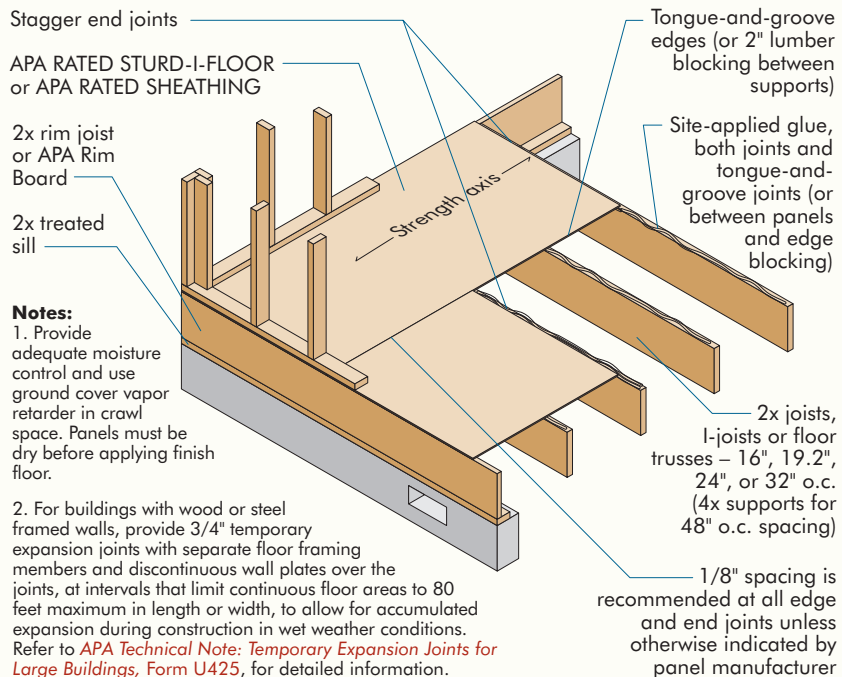 Stagger end joints
APA RATED STURD-I-FLOOR
or APA RATED SHEATHING
2x rim joist
or APA Rim
Board
2x treated
sill
Strength axis
Tongue-and-groove
edges (or 2" lumber
blocking between
supports)
Site-applied glue,
both joints and
tongue-and-
groove joints (or
between panels
and edge
blocking)
2x joists,
I-joists or floor
trusses – 16", 19.2",
24", or 32" o.c.
(4x supports for
48" o.c. spacing)
1/8" spacing is
recommended at all edge
and end joints unless
otherwise indicated by
panel manufacturer
Notes:
1. Provide
adequate moisture
control and use
ground cover vapor
retarder in crawl
space. Panels must be
dry before applying finish
floor.
2. For buildings with wood or steel
framed walls, provide 3/4" temporary
expansion joints with separate floor framing
members and discontinuous wall plates over the
joints, at intervals that limit continuous floor areas to 80
feet maximum in length or width, to allow for accumulated
expansion during construction in wet weather conditions.
Refer to APA Technical Note: Temporary Expansion Joints for
Large Buildings, Form U425, for detailed information.